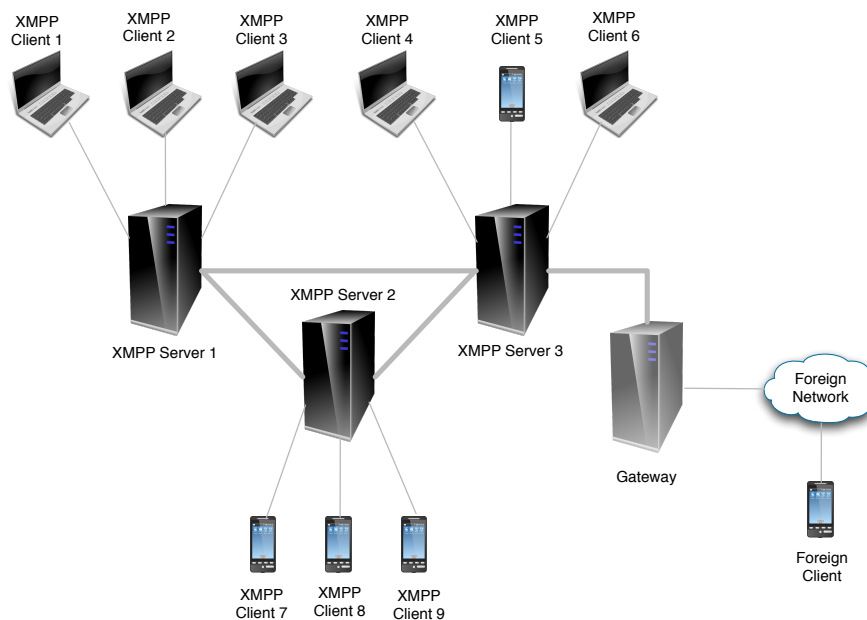 XMPP
Client 1
XMPP
Client 2
XMPP
Client 3
XMPP
Client 4
XMPP
Client 5
XMPP
Client 6
XMPP Server 2
XMPP Server 1
XMPP Server 3
Foreign
Network
Gateway
Foreign
Client
XMPP
Client 7
XMPP
Client 8
XMPP
Client 9